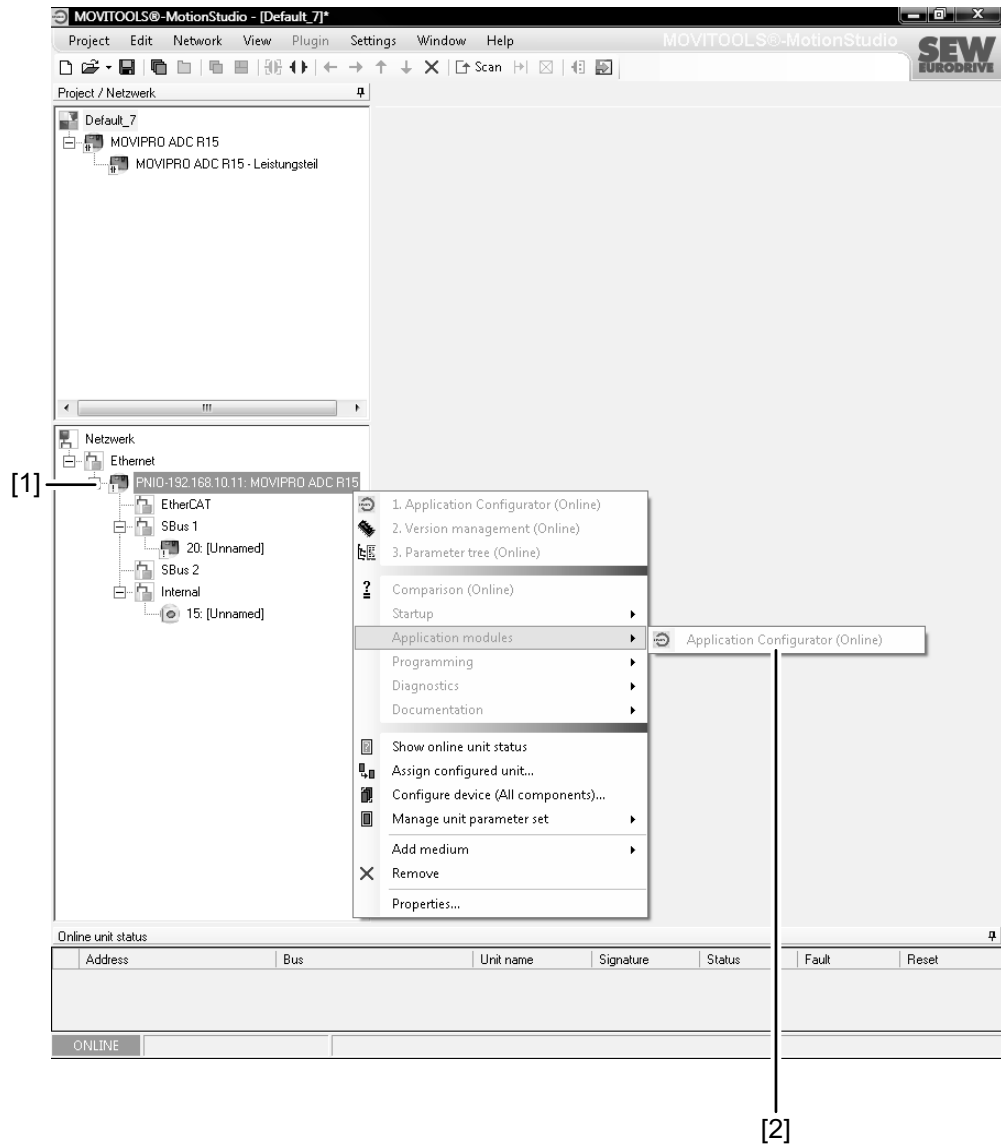 MOVITOOLS®-MotionStudio - [Default_7]*
Project Edit Network View Plugin Settings Window Help
MOVITOOLS®-MotionStudio
SEW
EURODRIVE
Scan
Project / Netzwerk
Default_7
MOVIPRO ADC R15
MOVIPRO ADC R15 - Leistungsteil
Netzwerk
Ethernet
[1]
PNIO-192.168.10.11: MOVIPRO ADC R15
EtherCAT
SBus 1
20: [Unnamed]
SBus 2
Internal
15: [Unnamed]
1. Application Configurator (Online)
2. Version management (Online)
3. Parameter tree (Online)
Comparison (Online)
Startup
Application modules
Application Configurator (Online)
Programming
Diagnostics
Documentation
Show online unit status
Assign configured unit...
Configure device (All components)...
Manage unit parameter set
Add medium
Remove
Properties...
Online unit status
Address Bus Unit name Signature Status Fault Reset
ONLINE
[2]